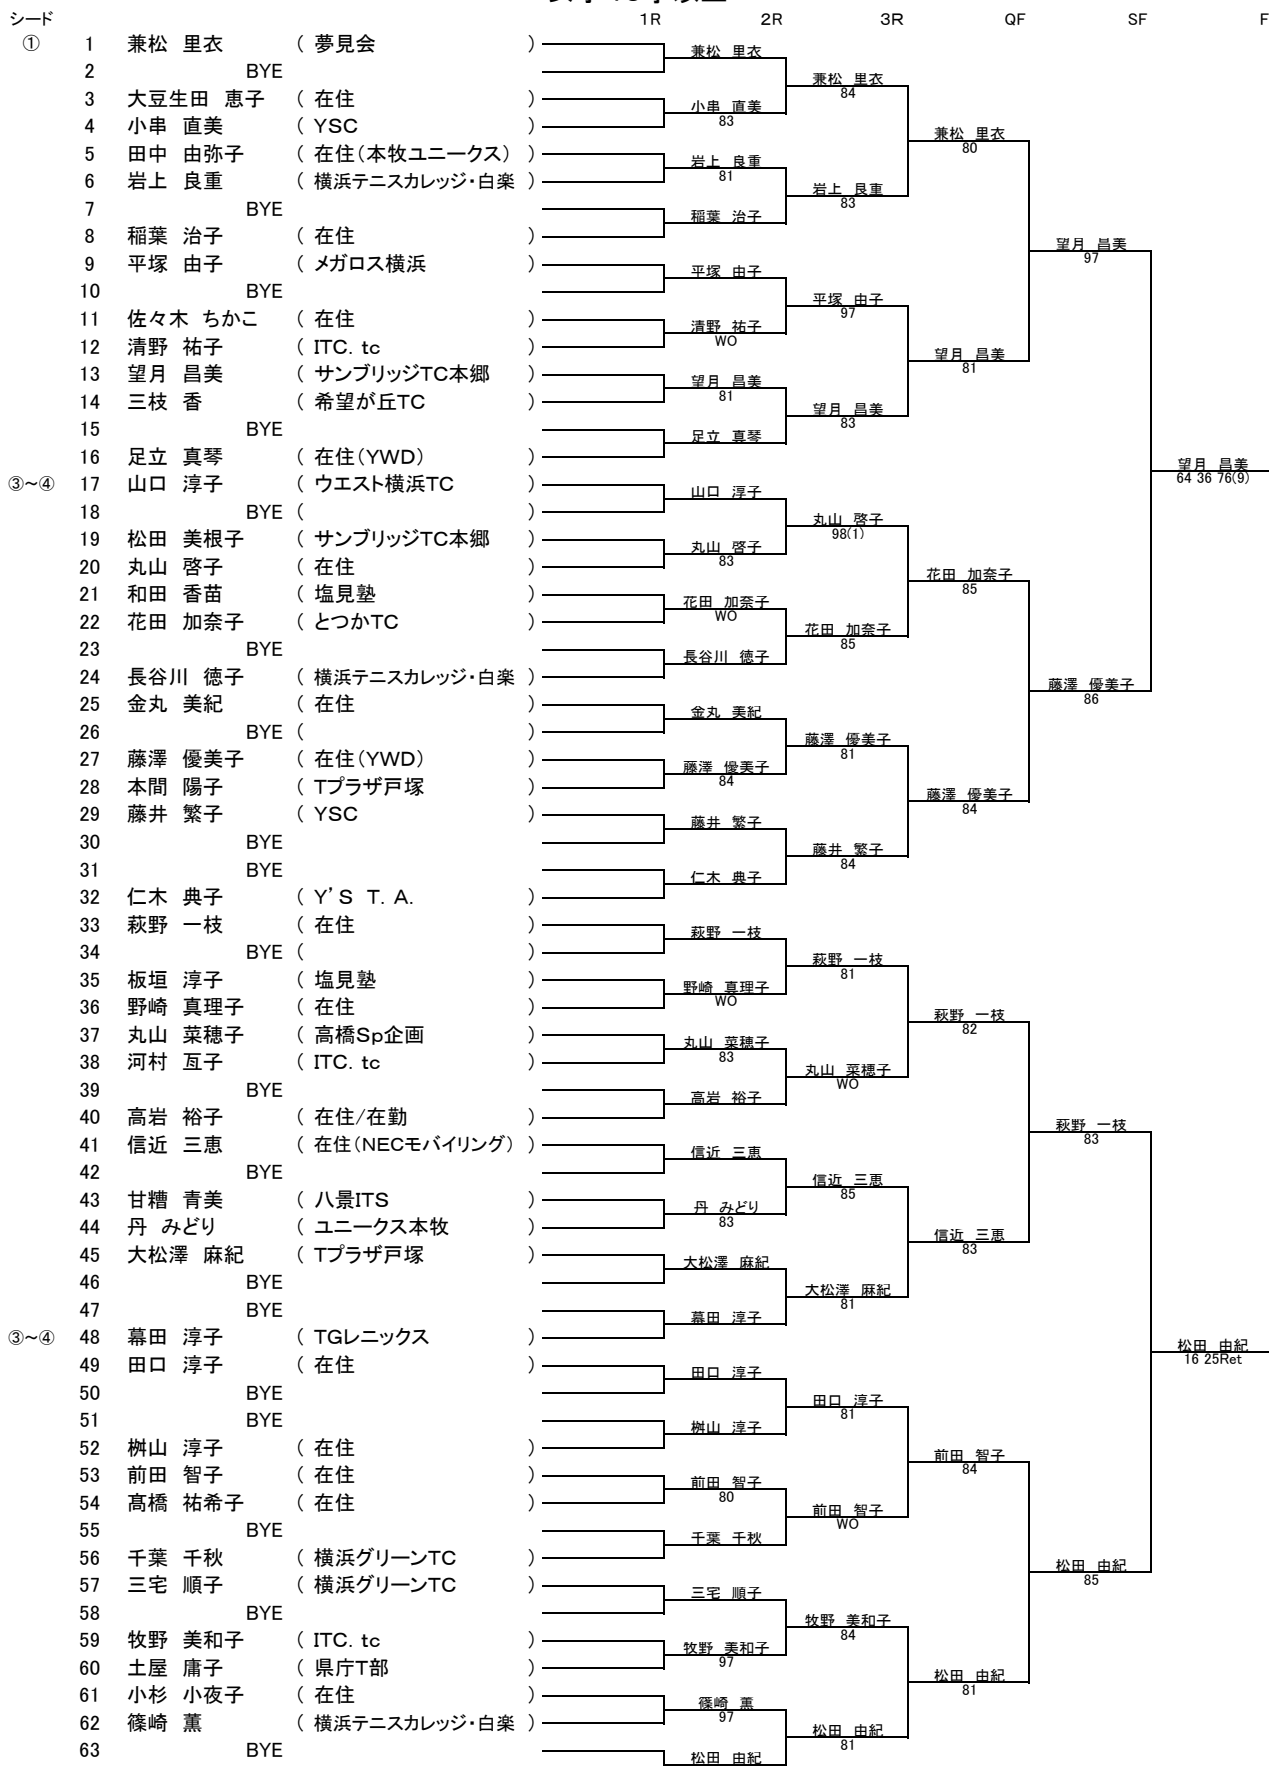 シード 1R 2R 3R QF SF F
① 1 兼松 里衣 ( 夢見会 )
2 BYE
3 大豆生田 恵子 ( 在住 )
4 小串 直美 ( YSC )
5 田中 由弥子 ( 在住(本牧ユニークス) )
6 岩上 良重 ( 横浜テニスカレッジ・白楽 )
7 BYE
8 稲葉 治子 ( 在住 )
9 平塚 由子 ( メガロス横浜 )
10 BYE
11 佐々木 ちかこ ( 在住 )
12 清野 祐子 ( ITC. tc )
13 望月 昌美 ( サンブリッジTC本郷 )
14 三枝 香 ( 希望が丘TC )
15 BYE
16 足立 真琴 ( 在住(YWD) )
③~④ 17 山口 淳子 ( ウエスト横浜TC )
18 BYE ( )
19 松田 美根子 ( サンブリッジTC本郷 )
20 丸山 啓子 ( 在住 )
21 和田 香苗 ( 塩見塾 )
22 花田 加奈子 ( とつかTC )
23 BYE
24 長谷川 徳子 ( 横浜テニスカレッジ・白楽 )
25 金丸 美紀 ( 在住 )
26 BYE ( )
27 藤澤 優美子 ( 在住(YWD) )
28 本間 陽子 ( Tプラザ戸塚 )
29 藤井 繁子 ( YSC )
30 BYE
31 BYE
32 仁木 典子 ( Y'S T. A. )
33 萩野 一枝 ( 在住 )
34 BYE ( )
35 板垣 淳子 ( 塩見塾 )
36 野崎 真理子 ( 在住 )
37 丸山 菜穂子 ( 高橋Sp企画 )
38 河村 亙子 ( ITC. tc )
39 BYE
40 高岩 裕子 ( 在住/在勤 )
41 信近 三恵 ( 在住(NECモバイリング) )
42 BYE
43 甘糟 青美 ( 八景ITS )
44 丹 みどり ( ユニークス本牧 )
45 大松澤 麻紀 ( Tプラザ戸塚 )
46 BYE
47 BYE
③~④ 48 幕田 淳子 ( TGレニックス )
49 田口 淳子 ( 在住 )
50 BYE
51 BYE
52 桝山 淳子 ( 在住 )
53 前田 智子 ( 在住 )
54 髙橋 祐希子 ( 在住 )
55 BYE
56 千葉 千秋 ( 横浜グリーンTC )
57 三宅 順子 ( 横浜グリーンTC )
58 BYE
59 牧野 美和子 ( ITC. tc )
60 土屋 庸子 ( 県庁T部 )
61 小杉 小夜子 ( 在住 )
62 篠崎 薫 ( 横浜テニスカレッジ・白楽 )
63 BYE
兼松 里衣
小串 直美
83
岩上 良重
81
稲葉 治子
平塚 由子
清野 祐子
WO
望月 昌美
81
足立 真琴
山口 淳子
丸山 啓子
83
花田 加奈子
WO
長谷川 徳子
金丸 美紀
藤澤 優美子
84
藤井 繁子
仁木 典子
萩野 一枝
野崎 真理子
WO
丸山 菜穂子
83
高岩 裕子
信近 三恵
丹 みどり
83
大松澤 麻紀
幕田 淳子
田口 淳子
桝山 淳子
前田 智子
80
千葉 千秋
三宅 順子
牧野 美和子
97
篠崎 薫
97
松田 由紀
兼松 里衣
84
岩上 良重
83
平塚 由子
97
望月 昌美
83
丸山 啓子
98(1)
花田 加奈子
85
藤澤 優美子
81
藤井 繁子
84
萩野 一枝
81
丸山 菜穂子
WO
信近 三恵
85
大松澤 麻紀
81
田口 淳子
81
前田 智子
WO
牧野 美和子
84
松田 由紀
81
兼松 里衣
80
望月 昌美
81
花田 加奈子
85
藤澤 優美子
84
萩野 一枝
82
信近 三恵
83
前田 智子
84
松田 由紀
81
望月 昌美
97
藤澤 優美子
86
萩野 一枝
83
松田 由紀
85
望月 昌美
64 36 76(9)
松田 由紀
16 25Ret